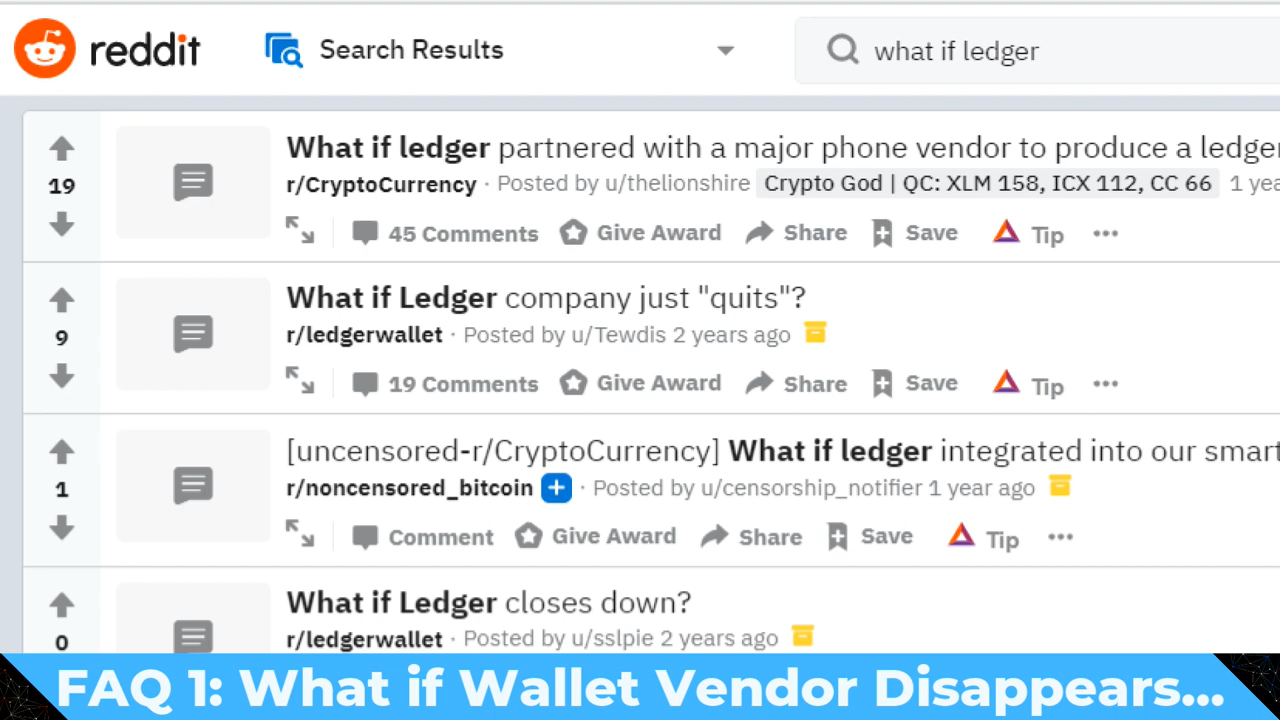 reddit Search Results what if ledger
What if ledger partnered with a major phone vendor to produce a ledger
19
r/CryptoCurrency · Posted by u/thelionshire Crypto God | QC: XLM 158, ICX 112, CC 66 1 yea
45 Comments Give Award Share Save Tip •••
What if Ledger company just "quits"?
9
r/ledgerwallet · Posted by u/Tewdis 2 years ago
19 Comments Give Award Share Save Tip •••
[uncensored-r/CryptoCurrency] What if ledger integrated into our smart
1
r/noncensored_bitcoin · Posted by u/censorship_notifier 1 year ago
Comment Give Award Share Save Tip •••
What if Ledger closes down?
0
r/ledgerwallet · Posted by u/sslpie 2 years ago
FAQ 1: What if Wallet Vendor Disappears...